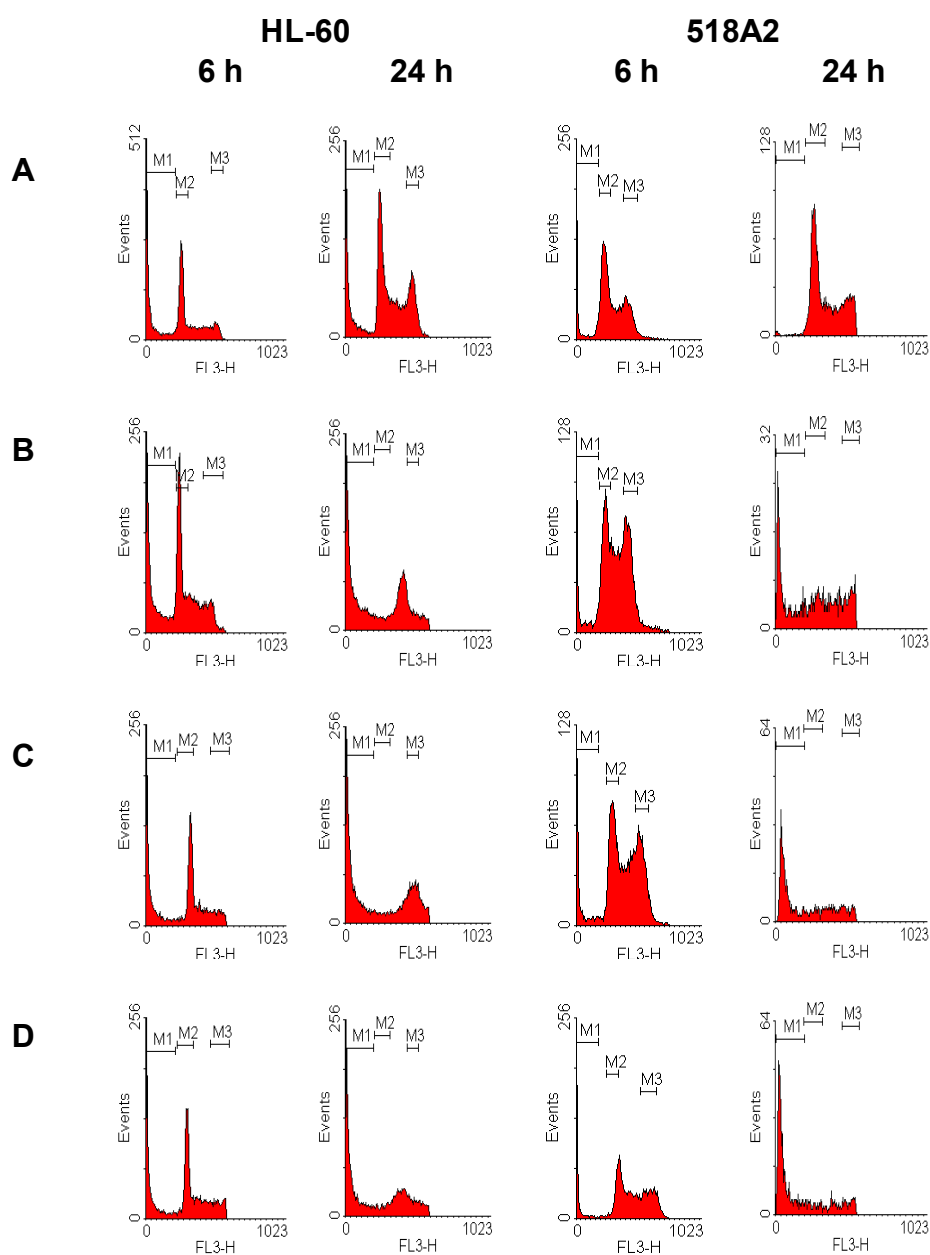 HL-60 518A2
6 h 24 h 6 h 24 h
A
512 M1 M2 M3 Events 0 0 1023 FL3-H
256 M1 M2 M3 Events 0 0 1023 FL3-H
256 M1 M2 M3 Events 0 0 1023 FL3-H
128 M1 M2 M3 Events 0 0 1023 FL3-H
B
256 M1 M2 M3 Events 0 0 1023 FL3-H
256 M1 M2 M3 Events 0 0 1023 FL3-H
128 M1 M2 M3 Events 0 0 1023 FL3-H
32 M1 M2 M3 Events 0 0 1023 FL3-H
C
256 M1 M2 M3 Events 0 0 1023 FL3-H
256 M1 M2 M3 Events 0 0 1023 FL3-H
128 M1 M2 M3 Events 0 0 1023 FL3-H
64 M1 M2 M3 Events 0 0 1023 FL3-H
D
256 M1 M2 M3 Events 0 0 1023 FL3-H
256 M1 M2 M3 Events 0 0 1023 FL3-H
256 M1 M2 M3 Events 0 0 1023 FL3-H
64 M1 M2 M3 Events 0 0 1023 FL3-H